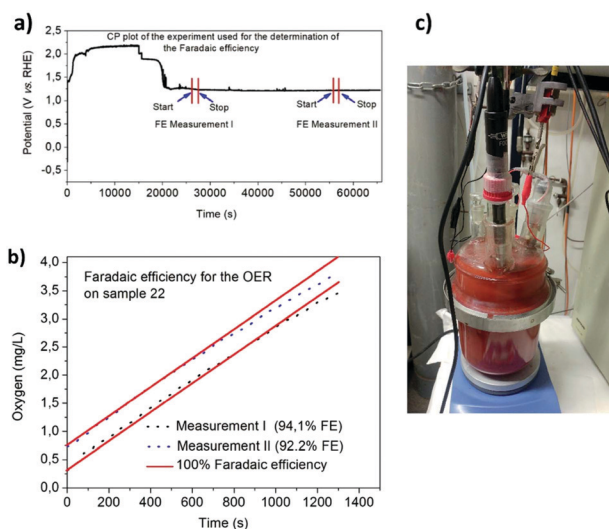 a)
CP plot of the experiment used for the determination of
the Faradaic efficiency
Potential (V vs. RHE)
2,5
2,0
1,5
1,0
0,5
0,0
-0,5
Start
Stop
FE Measurement I
Start
Stop
FE Measurement II
0
10000
20000
30000
40000
50000
60000
Time (s)
b)
Faradaic efficiency for the OER
on sample 22
Oxygen (mg/L)
4,0
3,5
3,0
2,5
2,0
1,5
1,0
0,5
0,0
Measurement I (94,1% FE)
Measurement II (92.2% FE)
100% Faradaic efficiency
0
200
400
600
800
1000
1200
1400
Time (s)
c)